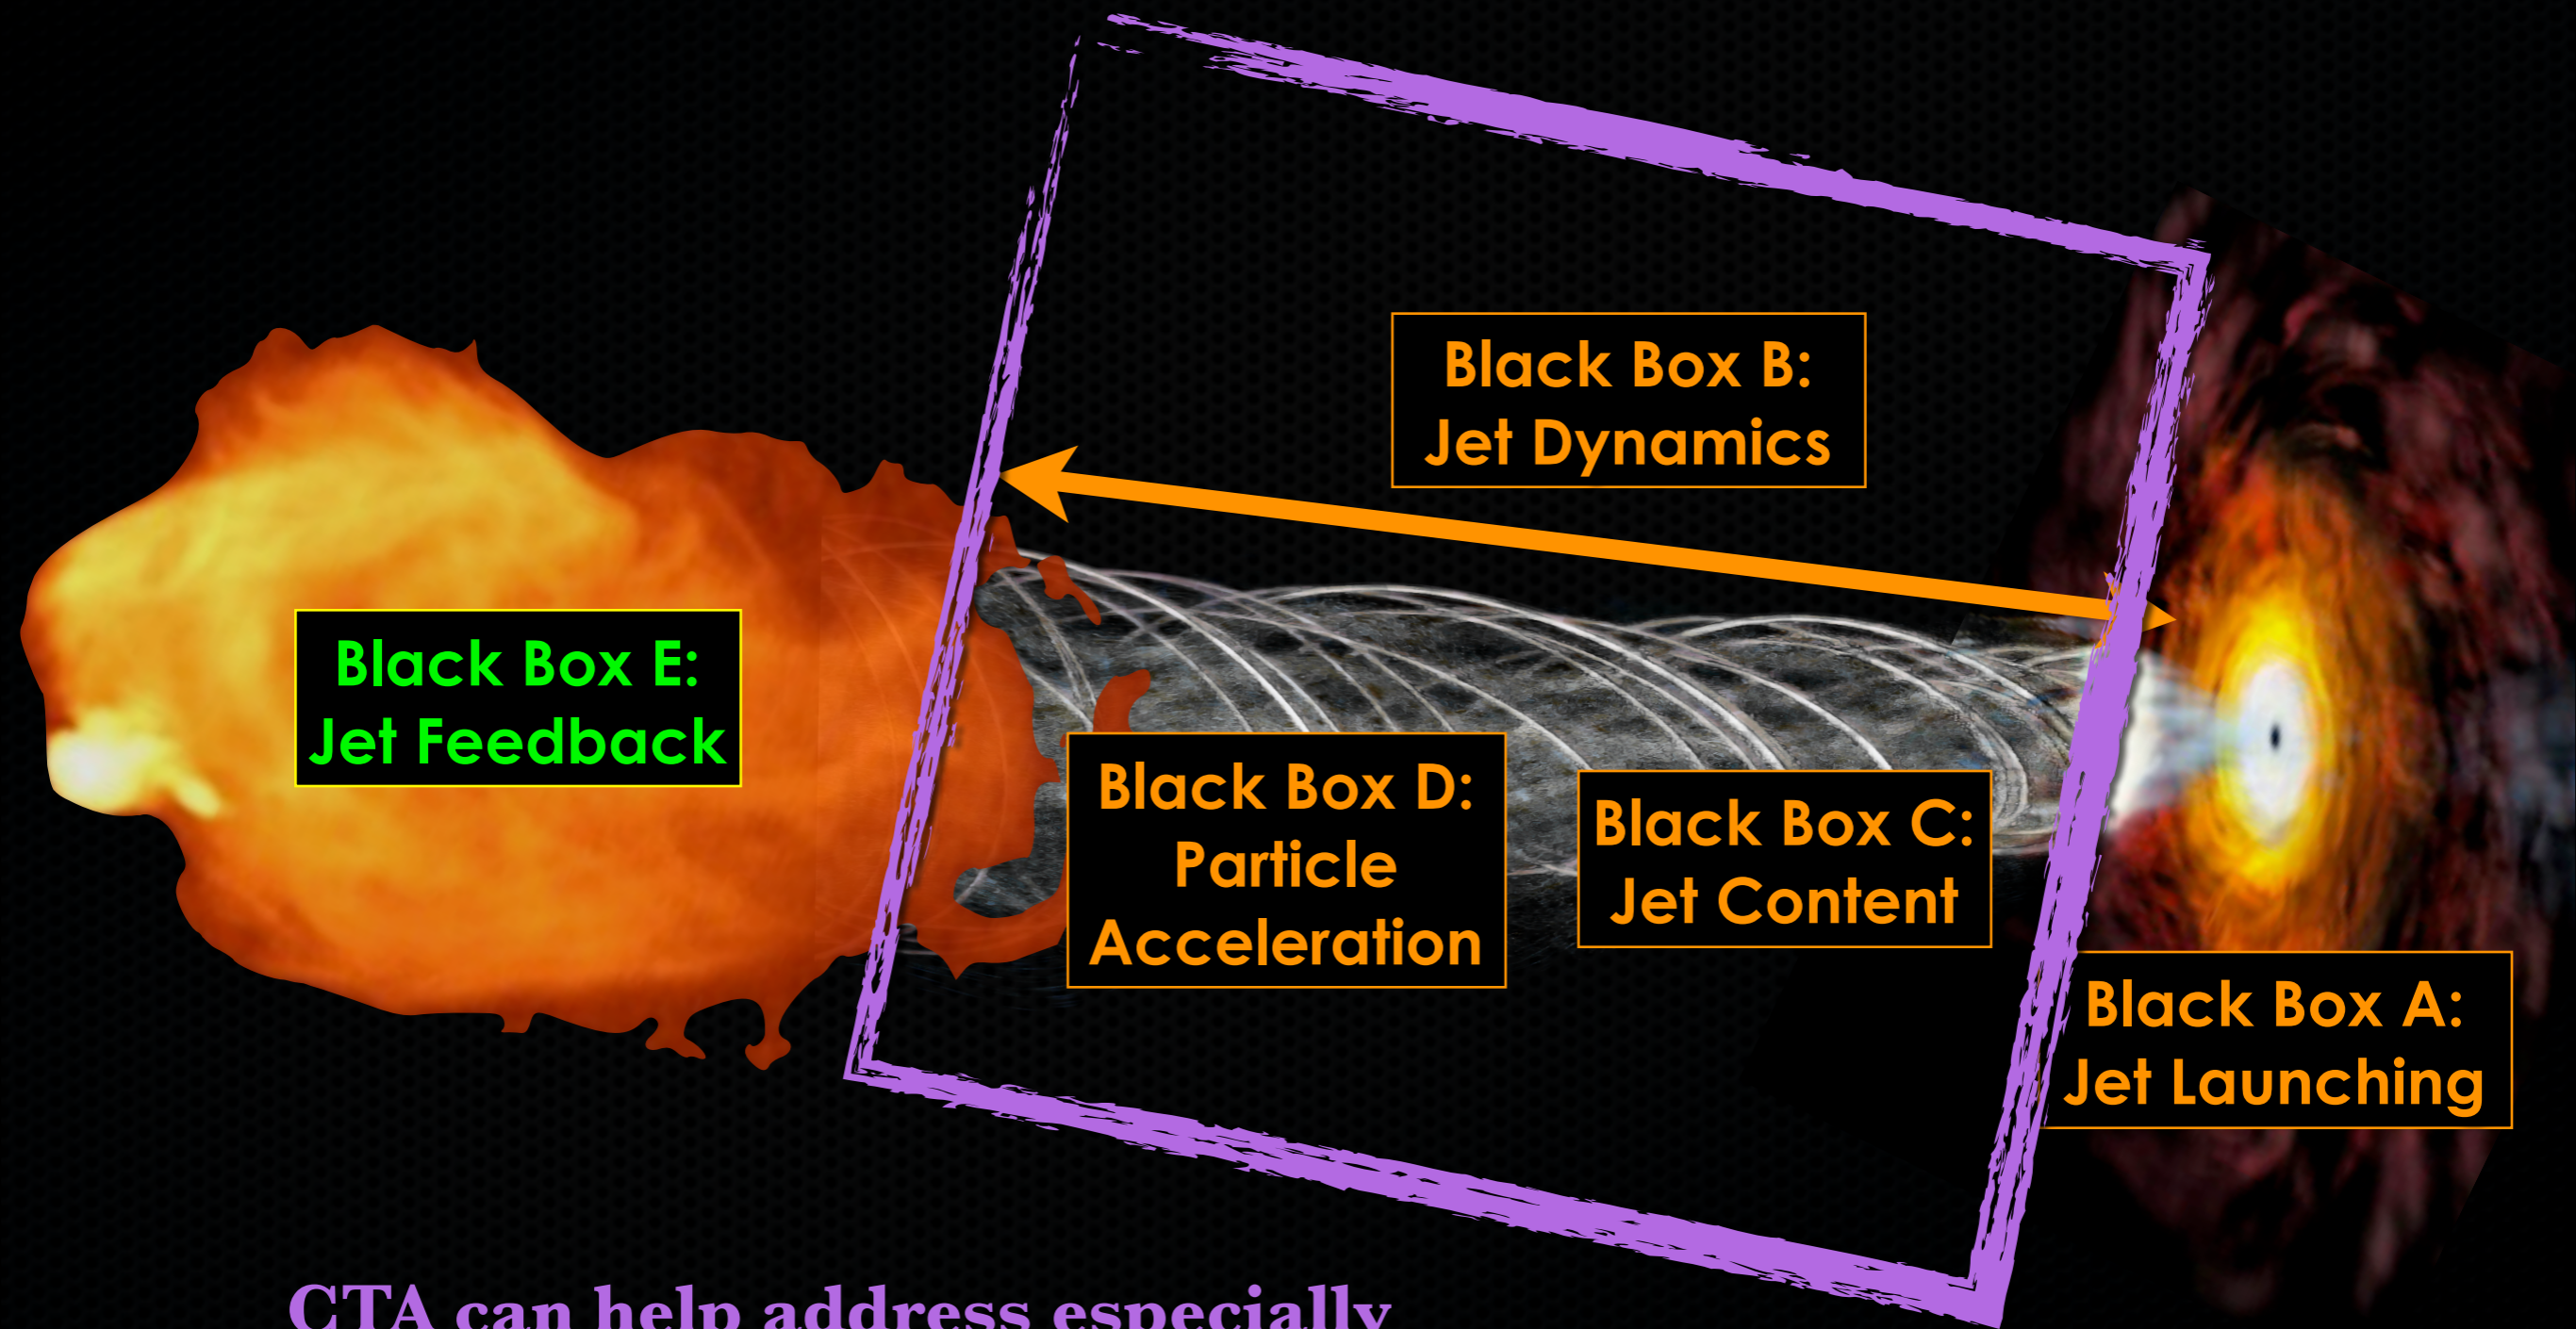 Black Box B:
Jet Dynamics
Black Box E:
Jet Feedback
Black Box D:
Particle
Acceleration
Black Box C:
Jet Content
Black Box A:
Jet Launching
CTA can help address especially